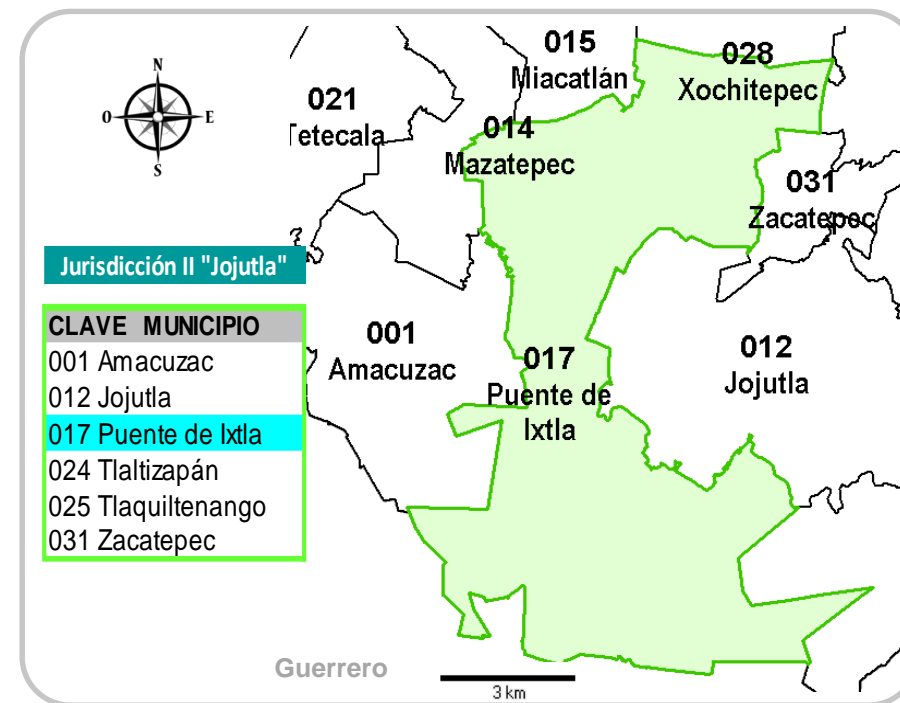 N
O
E
S
015
Miacatlán
028
Xochitepec
021
Tetecala
014
Mazatepec
031
Zacatepec
Jurisdicción II "Jojutla"
CLAVE MUNICIPIO
001 Amacuzac
012 Jojutla
017 Puente de Ixtla
024 Tlaltizapán
025 Tlaquiltenango
031 Zacatepec
001
Amacuzac
017
Puente de
Ixtla
012
Jojutla
Guerrero
3 km